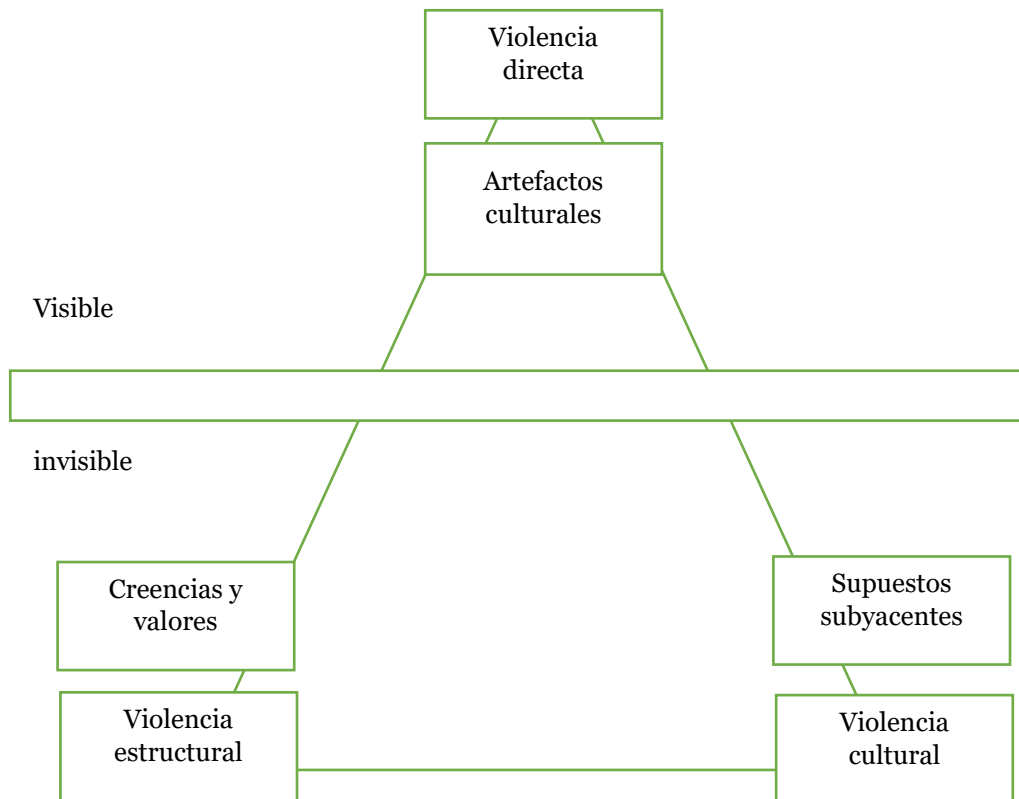 Violencia
directa
Artefactos
culturales
Visible
invisible
Creencias y
valores
Supuestos
subyacentes
Violencia
estructural
Violencia
cultural